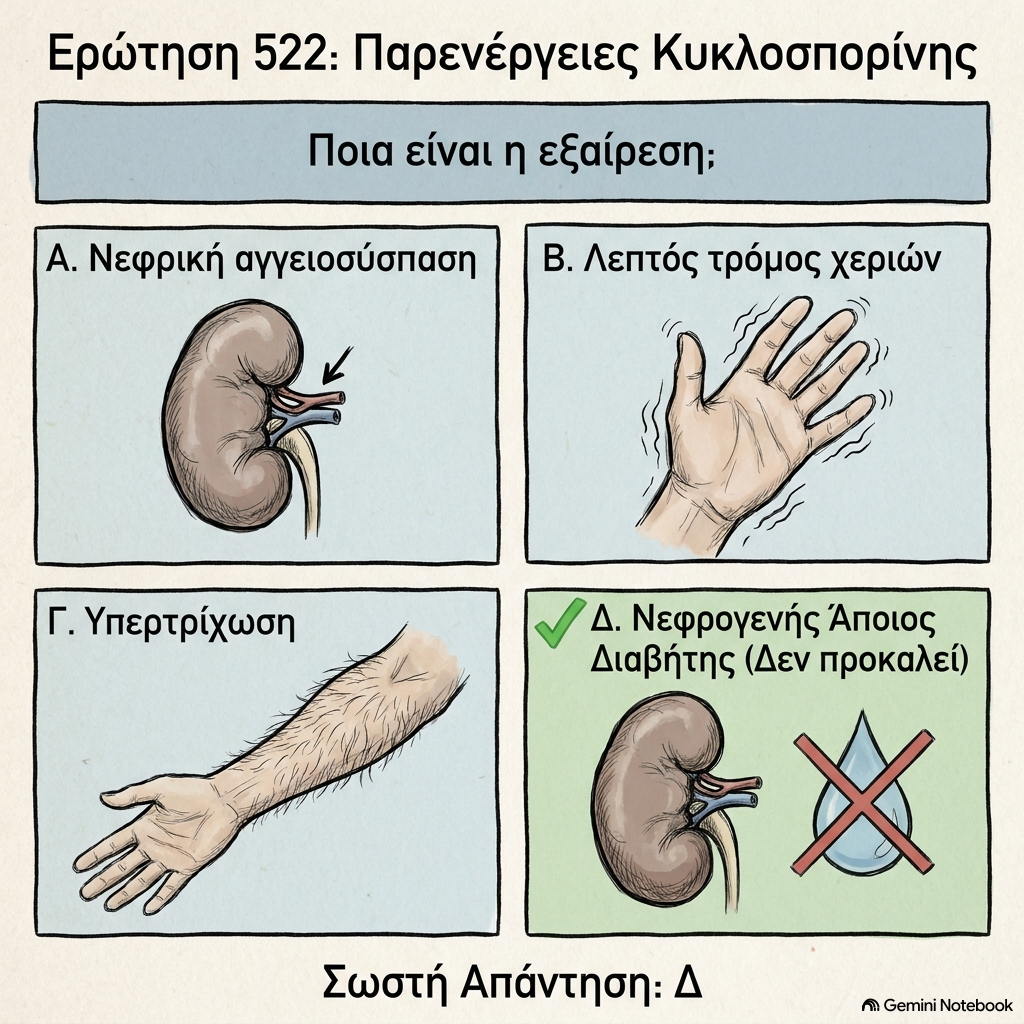 Ερώτηση 522: Παρενέργειες Κυκλοσπορίνης
Ποια είναι η εξαίρεση;
Α. Νεφρική αγγειοσύσπαση
Β. Λεπτός τρόμος χεριών
Γ. Υπερτρίχωση
Δ. Νεφρογενής Άποιος
Διαβήτης (Δεν προκαλεί)
Σωστή Απάντηση: Δ
Gemini Notebook